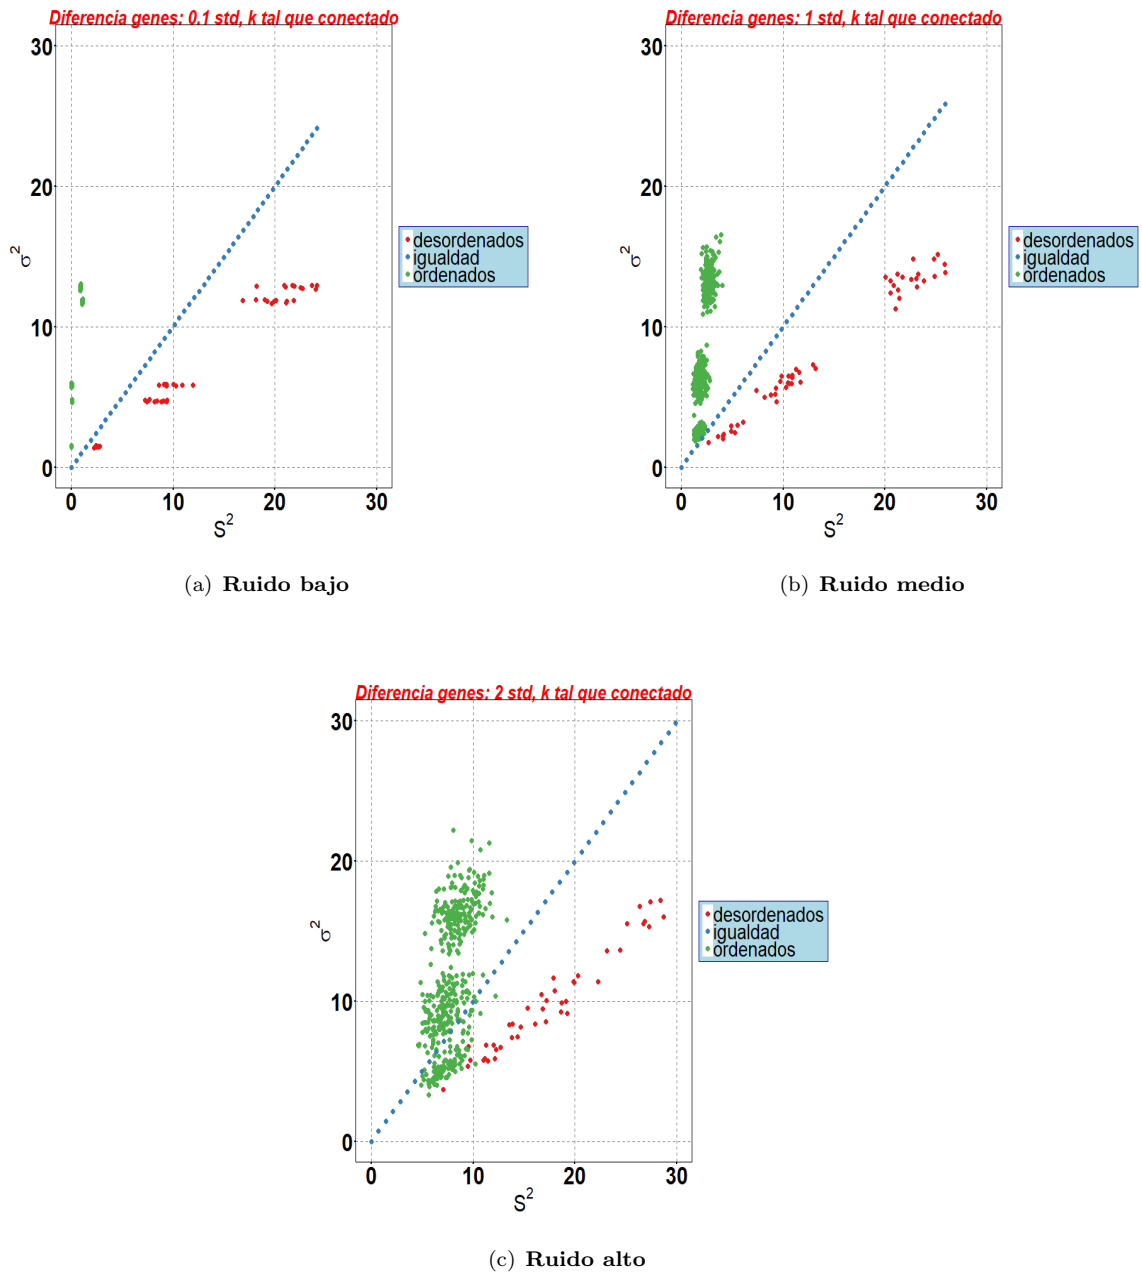 Diferencia genes: 0.1 std, k tal que conectado
30
20
10
0
σ²
0 10 20 30
S²
desordenados
igualdad
ordenados
(a) Ruido bajo
Diferencia genes: 1 std, k tal que conectado
30
20
10
0
σ²
0 10 20 30
S²
desordenados
igualdad
ordenados
(b) Ruido medio
Diferencia genes: 2 std, k tal que conectado
30
20
10
0
σ²
0 10 20 30
S²
desordenados
igualdad
ordenados
(c) Ruido alto